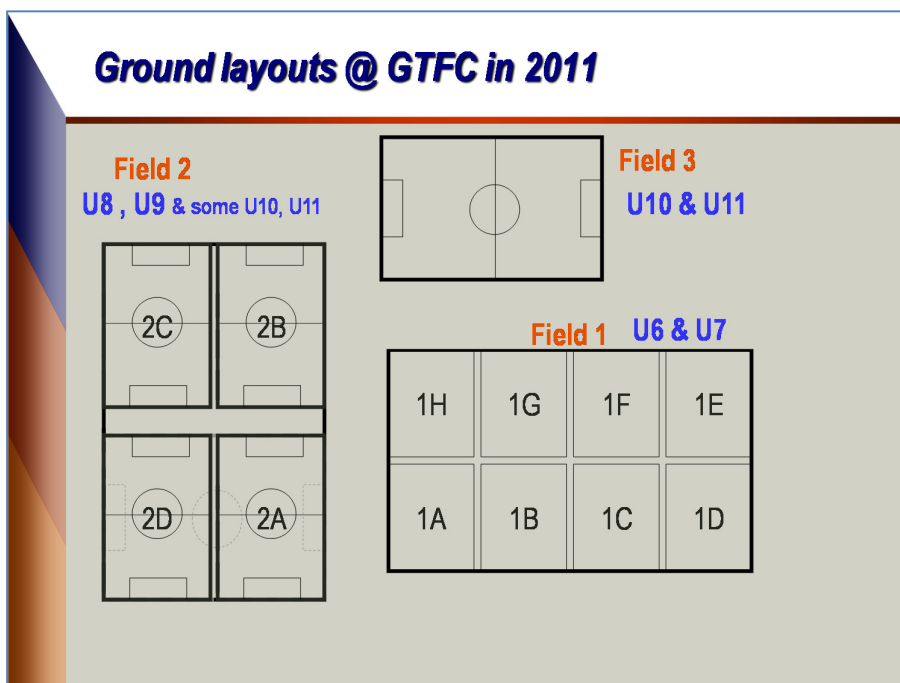 Ground layouts @ GTFC in 2011
Field 2
U8 , U9 & some U10, U11
2C 2B
2D 2A
Field 3
U10 & U11
Field 1 U6 & U7
1H 1G 1F 1E
1A 1B 1C 1D